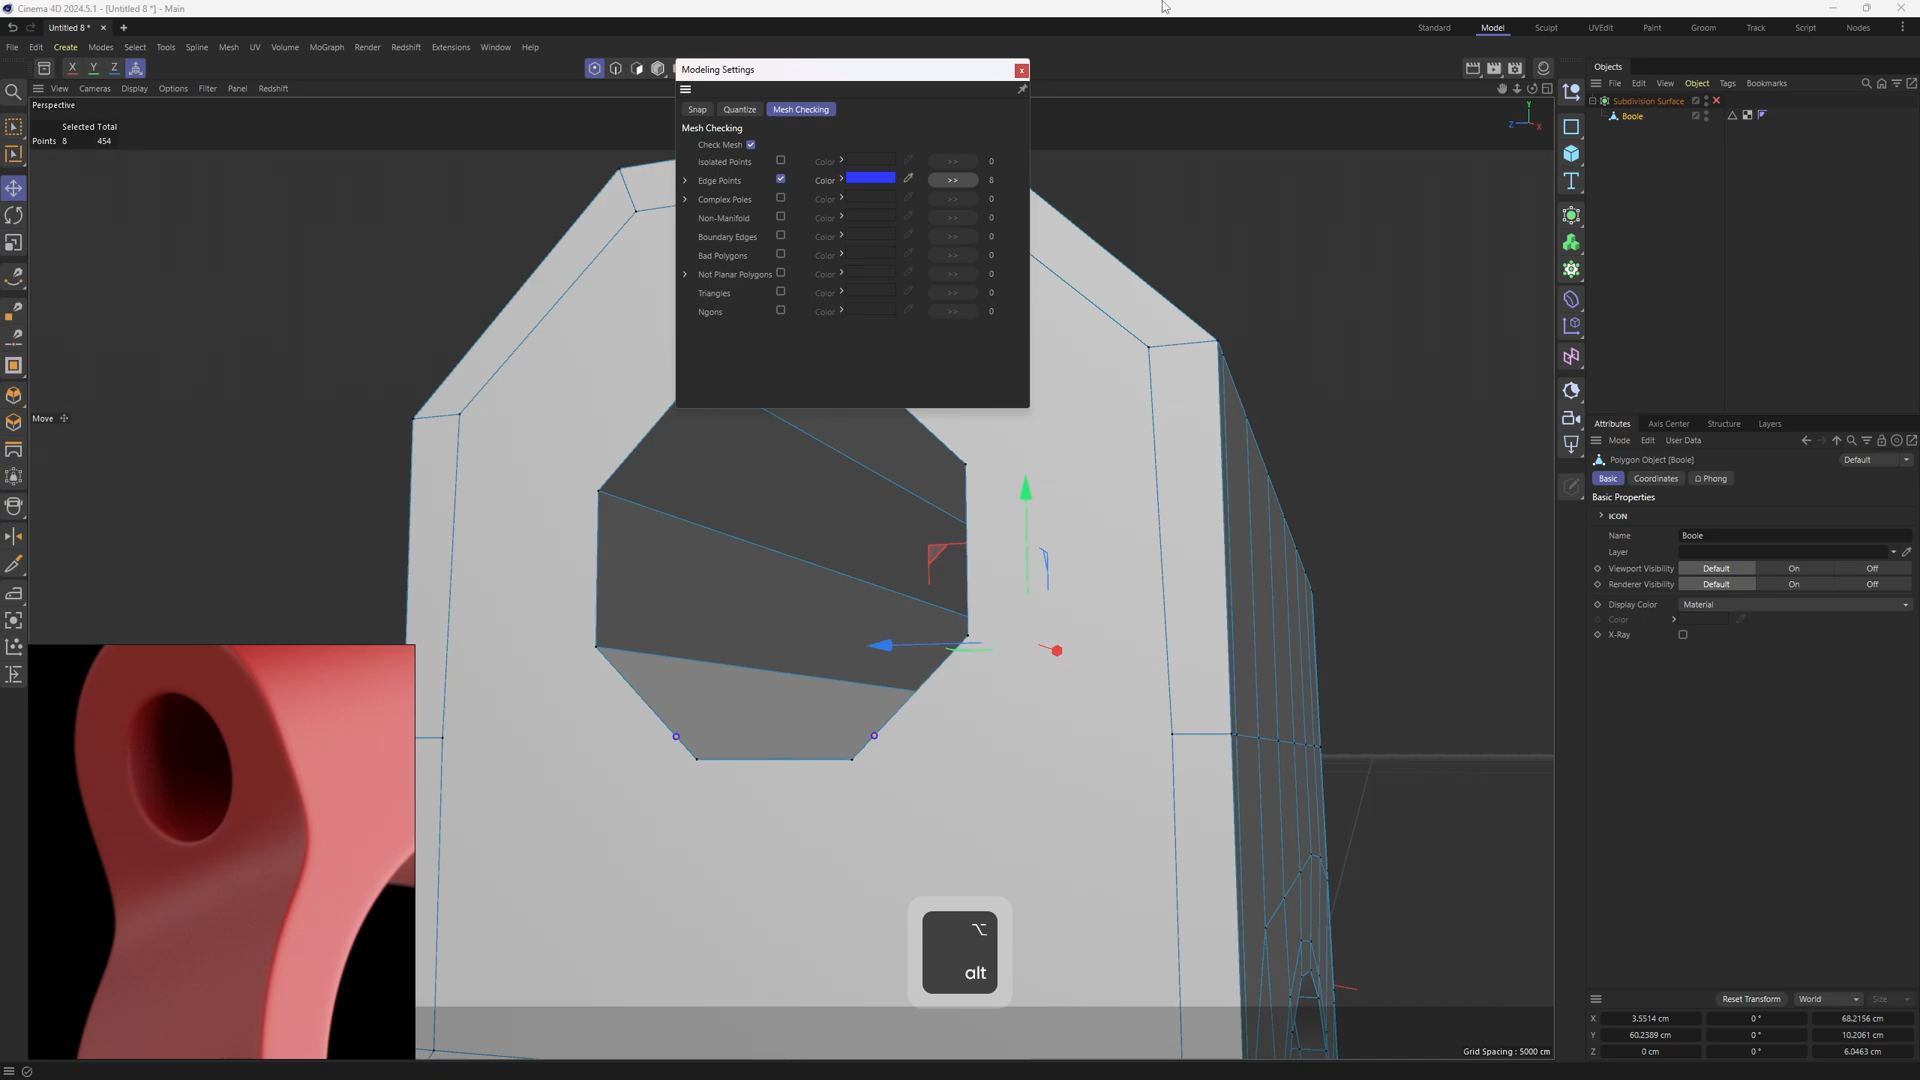 Cinema 4D 2024.5.1 - [Untitled 8 *] - Main
Untitled 8 *
Standard Model Sculpt UVEdit Paint Groom Track Script Nodes
File Edit Create Modes Select Tools Spline Mesh UV Volume MoGraph Render Redshift Extensions Window Help
X Y Z
View Cameras Display Options Filter Panel Redshift
Perspective
Selected Total
Points 8 454
Move
Modeling Settings
Snap Quantize Mesh Checking
Mesh Checking
Check Mesh
Isolated Points Color >> 0
Edge Points Color >> 8
Complex Poles Color >> 0
Non-Manifold Color >> 0
Boundary Edges Color >> 0
Bad Polygons Color >> 0
Not Planar Polygons Color >> 0
Triangles Color >> 0
Ngons Color >> 0
Y
Z X
alt
Grid Spacing : 5000 cm
Objects
File Edit View Object Tags Bookmarks
Subdivision Surface
Boole
Attributes Axis Center Structure Layers
Mode Edit User Data
Polygon Object [Boole] Default
Basic Coordinates Phong
Basic Properties
ICON
Name Boole
Layer
Viewport Visibility Default On Off
Renderer Visibility Default On Off
Display Color Material
Color
X-Ray
Reset Transform World Size
X 3.5514 cm 0 ° 68.2156 cm
Y 60.2389 cm 0 ° 10.2061 cm
Z 0 cm 0 ° 6.0463 cm